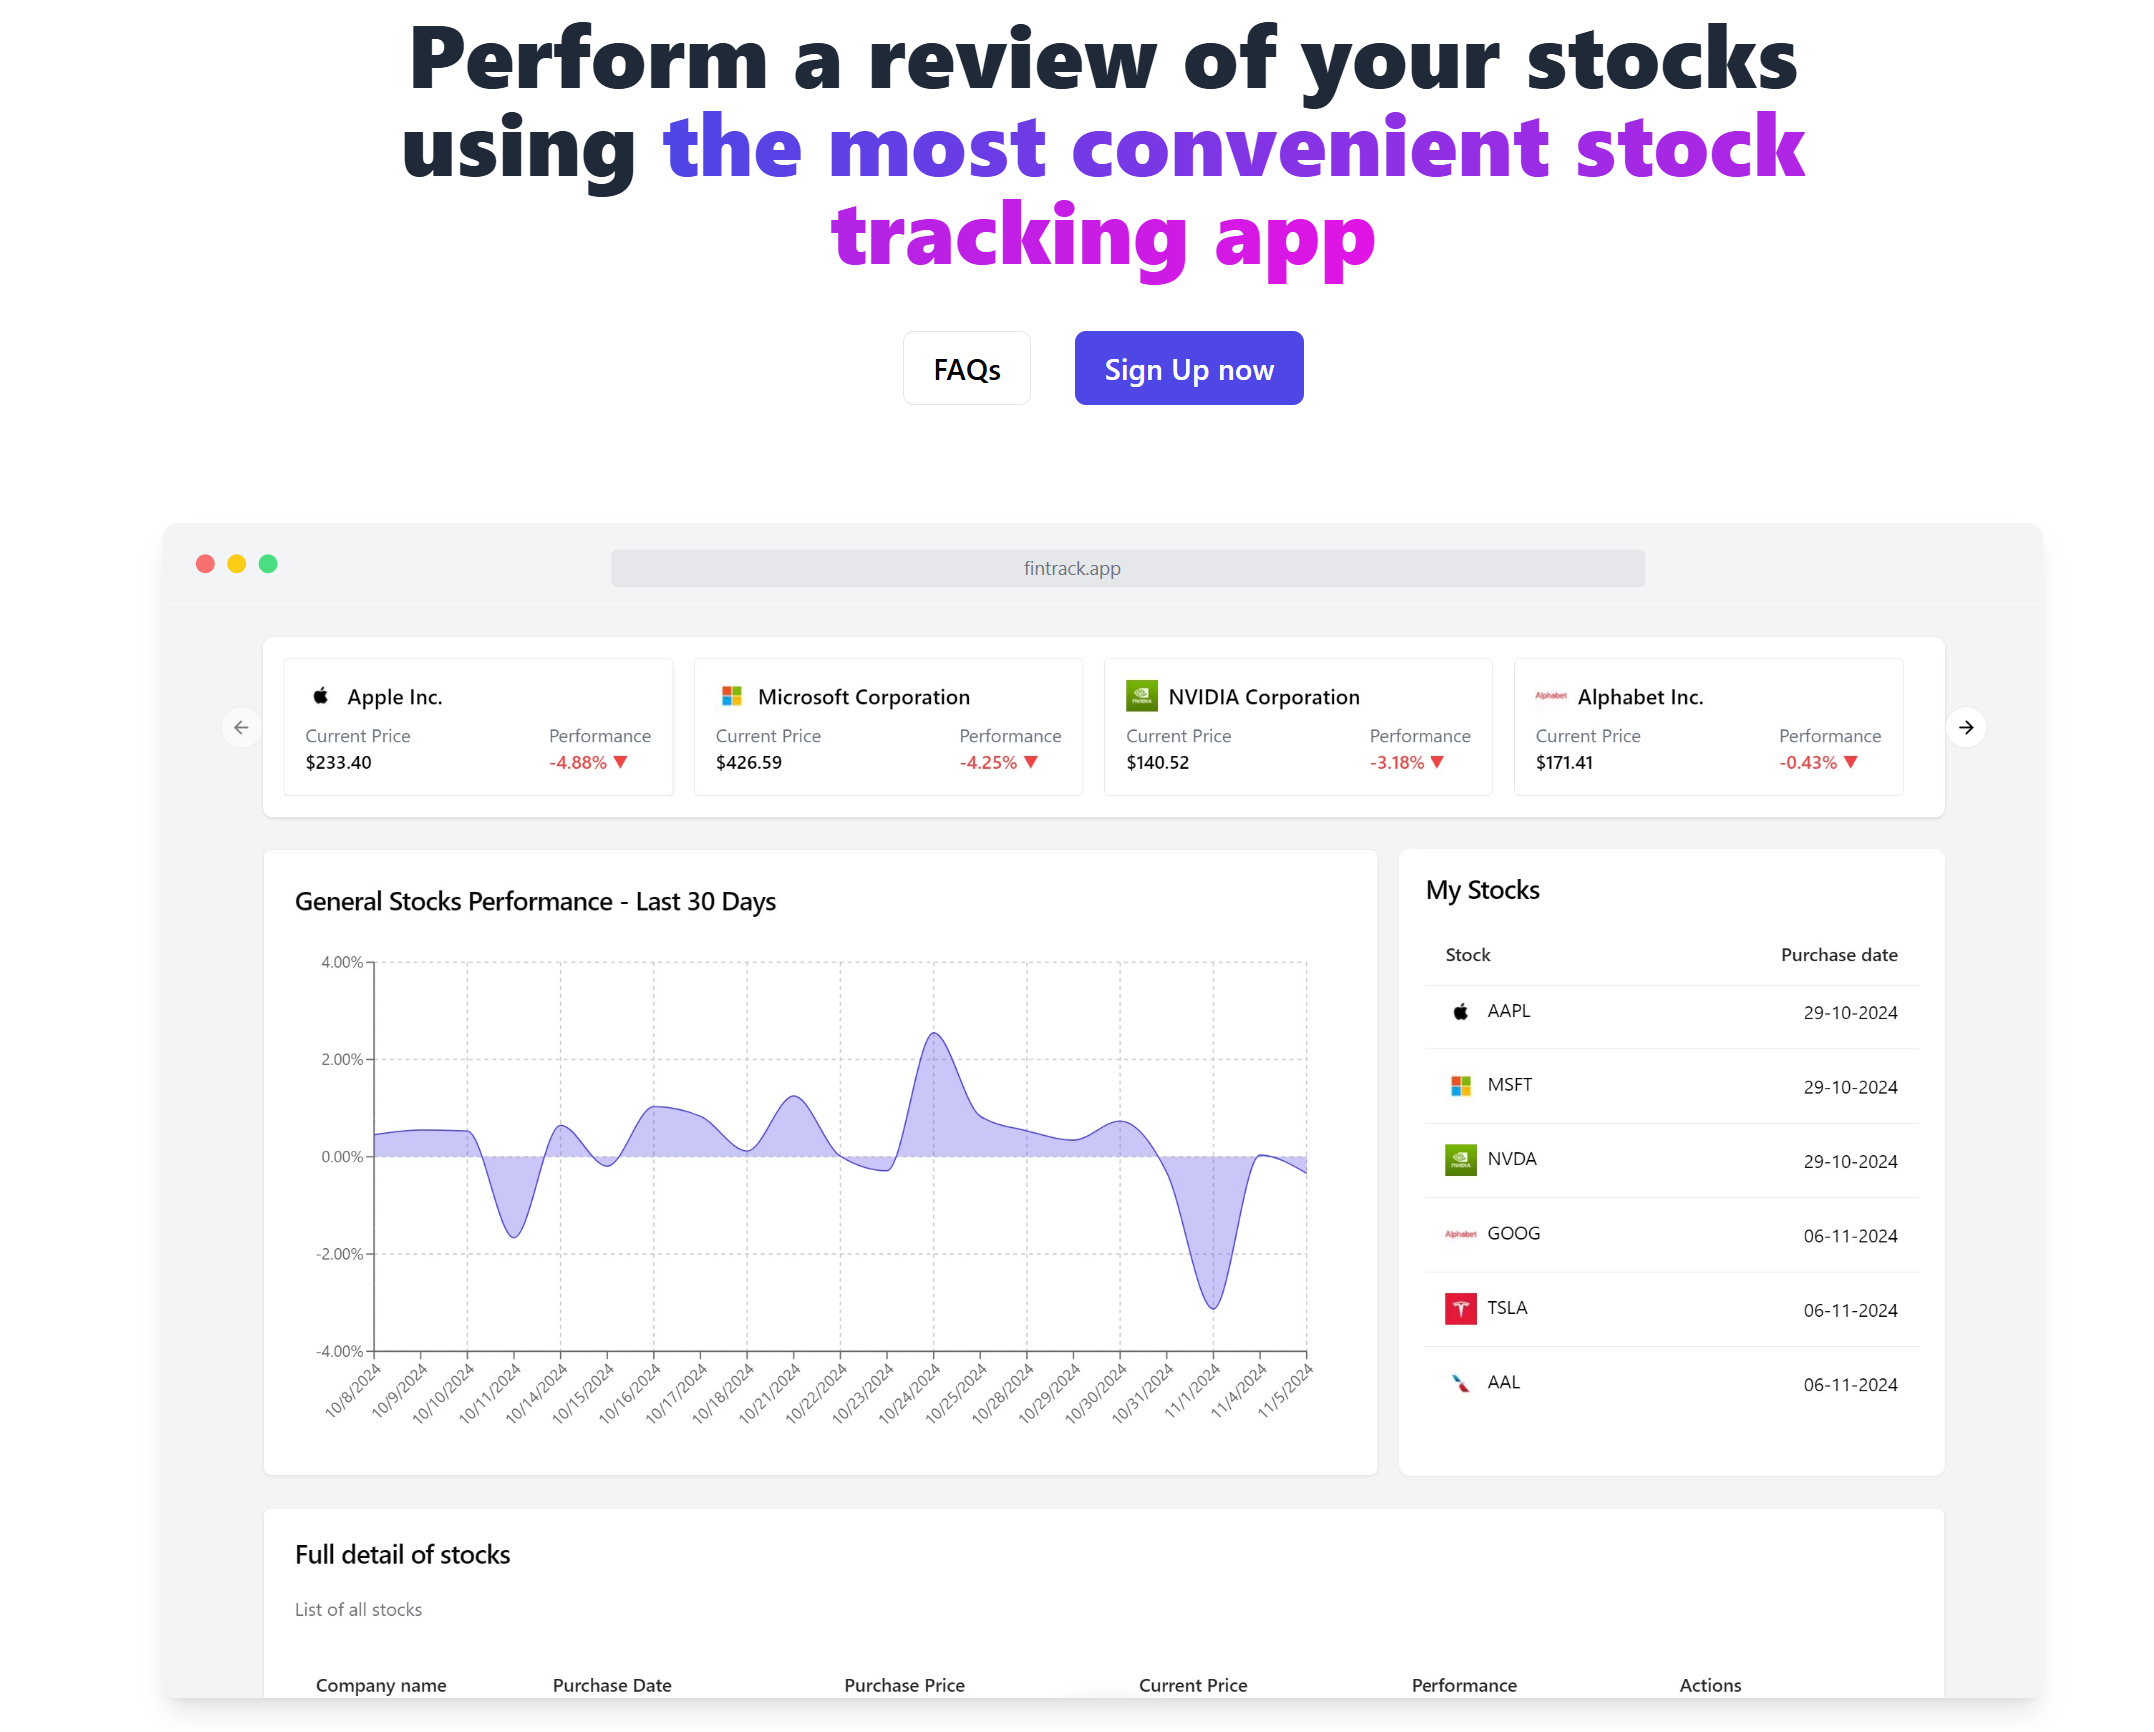 Perform a review of your stocks
using the most convenient stock
tracking app
FAQs
Sign Up now
fintrack.app
Apple Inc.
Current Price
Performance
$233.40
-4.88% ▼
Microsoft Corporation
Current Price
Performance
$426.59
-4.25% ▼
NVIDIA
NVIDIA Corporation
Current Price
Performance
$140.52
-3.18% ▼
Alphabet
Alphabet Inc.
Current Price
Performance
$171.41
-0.43% ▼
General Stocks Performance - Last 30 Days
4.00%
2.00%
0.00%
-2.00%
-4.00%
10/8/2024
10/9/2024
10/10/2024
10/11/2024
10/14/2024
10/15/2024
10/16/2024
10/17/2024
10/18/2024
10/21/2024
10/22/2024
10/23/2024
10/24/2024
10/25/2024
10/28/2024
10/29/2024
10/30/2024
10/31/2024
11/1/2024
11/4/2024
11/5/2024
My Stocks
Stock Purchase date
AAPL 29-10-2024
MSFT 29-10-2024
NVIDIA NVDA 29-10-2024
Alphabet GOOG 06-11-2024
TSLA 06-11-2024
AAL 06-11-2024
Full detail of stocks
List of all stocks
Company name Purchase Date Purchase Price Current Price Performance Actions